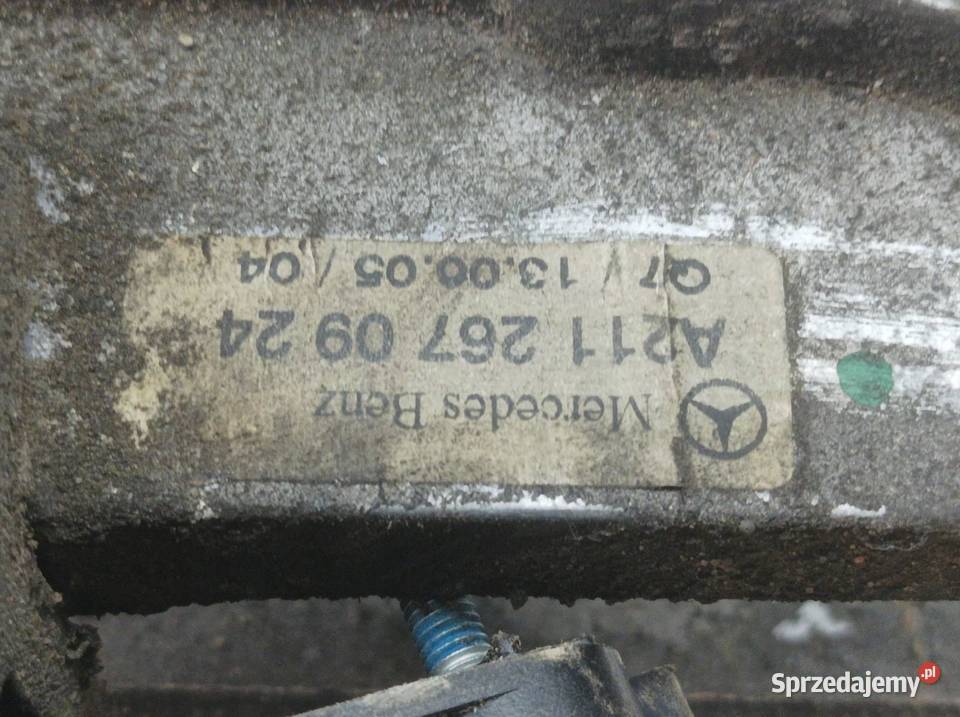 Mercedes Benz
A211 267 09 24
Q7 / 13.06.05 / 04
Sprzedajemy.pl